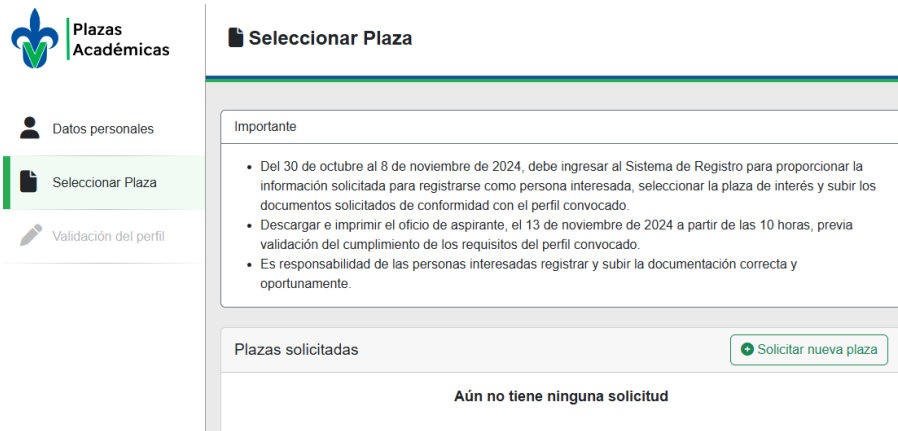 Plazas
Académicas
Seleccionar Plaza
Datos personales
Seleccionar Plaza
Validación del perfil
Importante
• Del 30 de octubre al 8 de noviembre de 2024, debe ingresar al Sistema de Registro para proporcionar la
información solicitada para registrarse como persona interesada, seleccionar la plaza de interés y subir los
documentos solicitados de conformidad con el perfil convocado.
• Descargar e imprimir el oficio de aspirante, el 13 de noviembre de 2024 a partir de las 10 horas, previa
validación del cumplimiento de los requisitos del perfil convocado.
• Es responsabilidad de las personas interesadas registrar y subir la documentación correcta y
oportunamente.
Plazas solicitadas
Solicitar nueva plaza
Aún no tiene ninguna solicitud